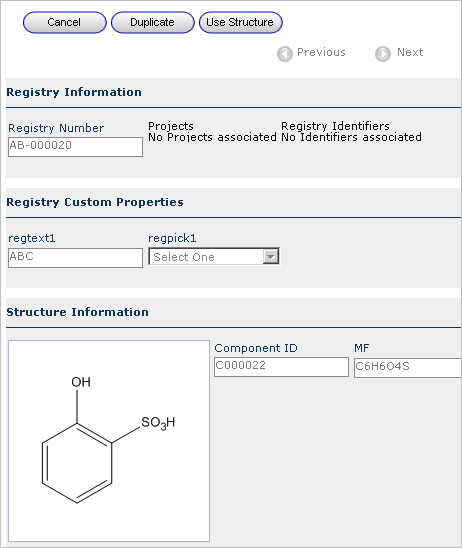 Cancel Duplicate Use Structure
Previous Next
Registry Information
Registry Number Projects Registry Identifiers
AB-000020 No Projects associated No Identifiers associated
Registry Custom Properties
regtext1 regpick1
ABC Select One
Structure Information
Component ID MF
C000022 C6H6O4S
OH
SO3H